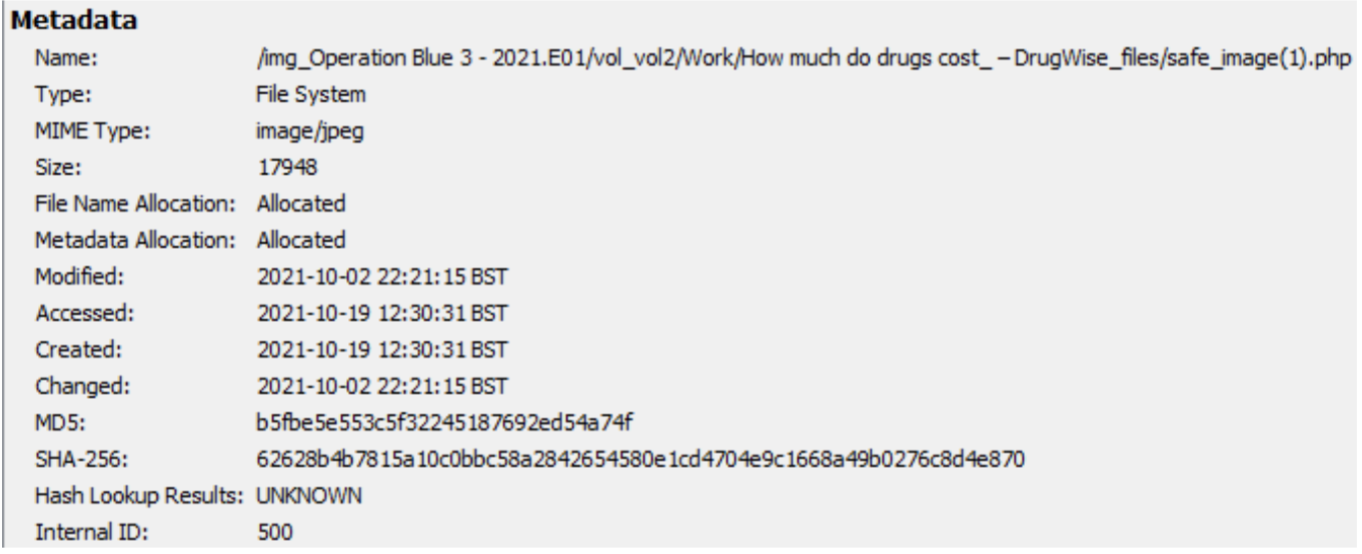 Metadata
Name: /img_Operation Blue 3 - 2021.E01/vol_vol2/Work/How much do drugs cost_ – DrugWise_files/safe_image(1).php
Type: File System
MIME Type: image/jpeg
Size: 17948
File Name Allocation: Allocated
Metadata Allocation: Allocated
Modified: 2021-10-02 22:21:15 BST
Accessed: 2021-10-19 12:30:31 BST
Created: 2021-10-19 12:30:31 BST
Changed: 2021-10-02 22:21:15 BST
MD5: b5fbe5e553c5f32245187692ed54a74f
SHA-256: 62628b4b7815a10c0bbc58a2842654580e1cd4704e9c1668a49b0276c8d4e870
Hash Lookup Results: UNKNOWN
Internal ID: 500